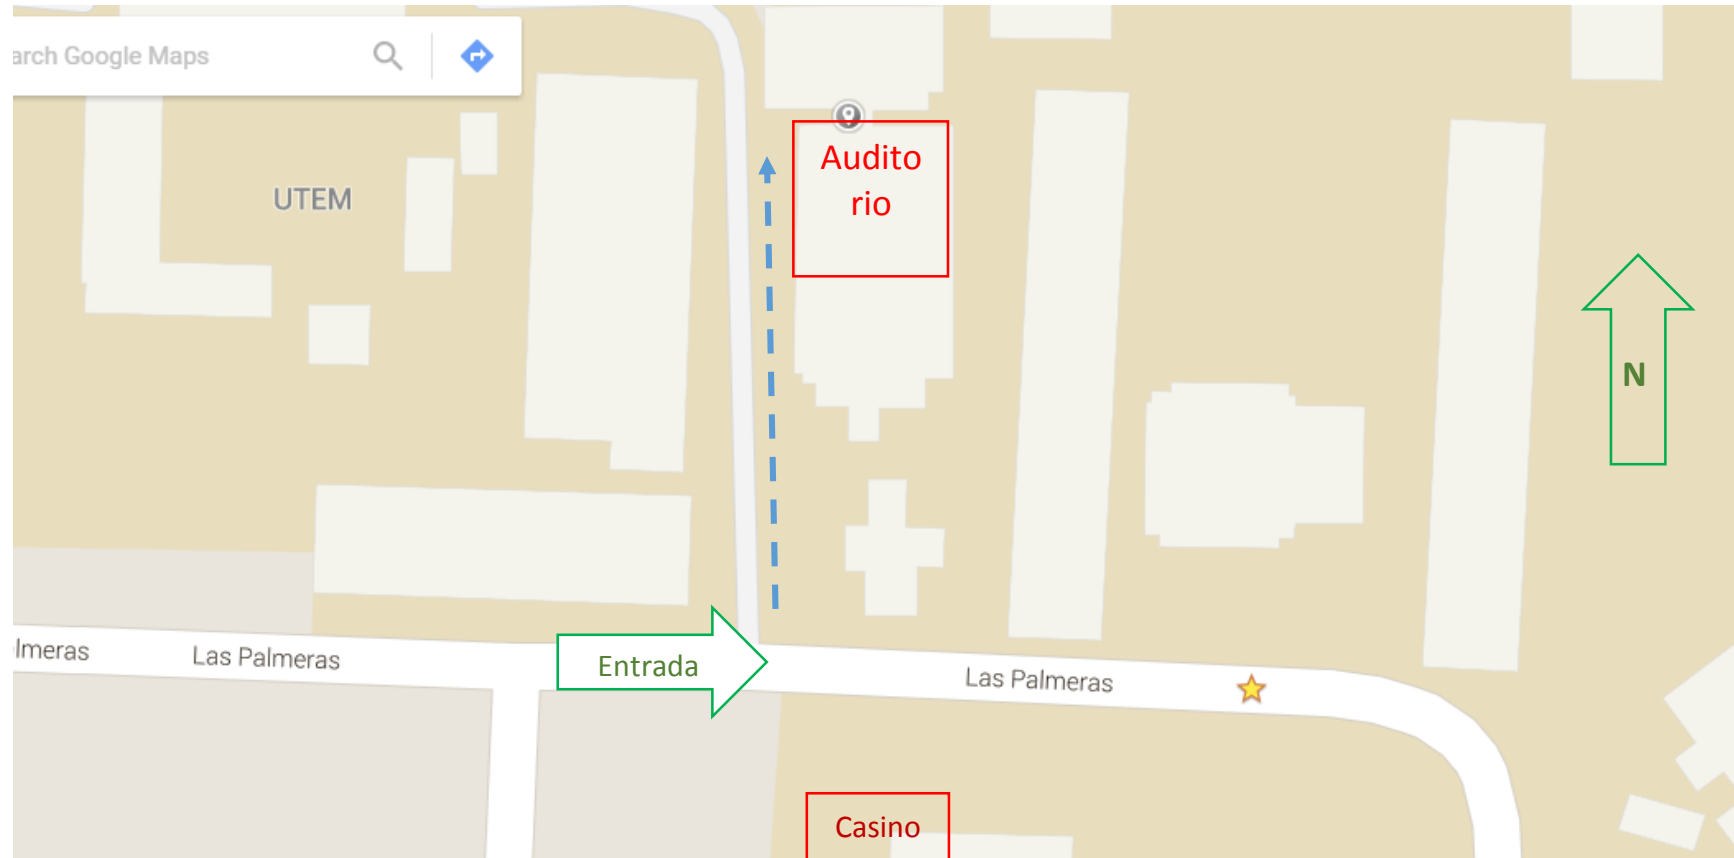 arch Google Maps
Audito
rio
UTEM
N
lmeras
Las Palmeras
Entrada
Las Palmeras
Casino